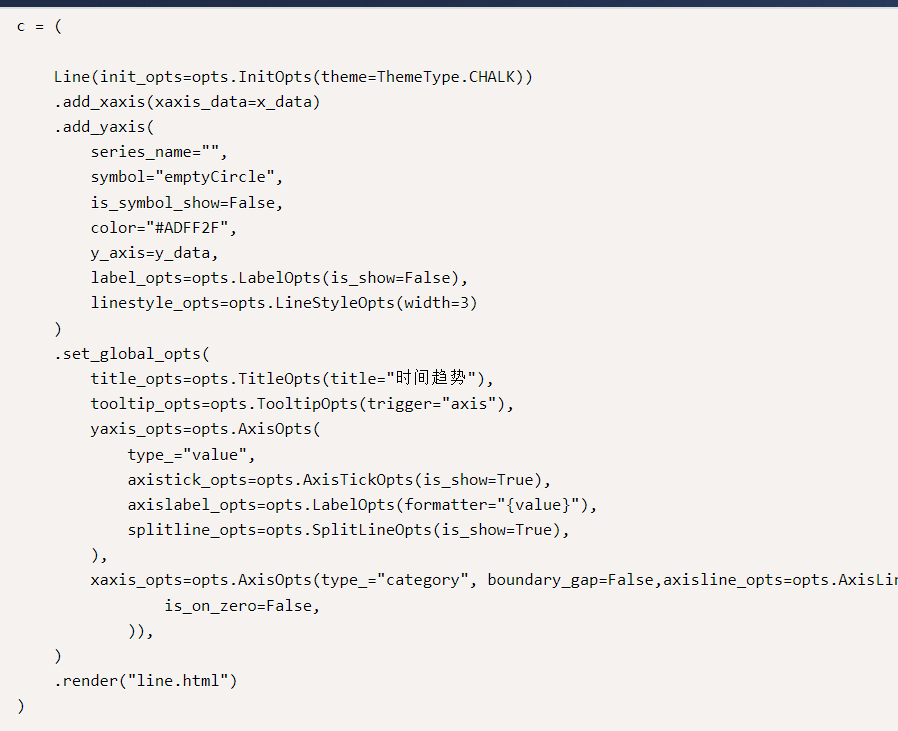 c = (
Line(init_opts=opts.InitOpts(theme=ThemeType.CHALK))
.add_xaxis(xaxis_data=x_data)
.add_yaxis(
series_name="",
symbol="emptyCircle",
is_symbol_show=False,
color="#ADFF2F",
y_axis=y_data,
label_opts=opts.LabelOpts(is_show=False),
linestyle_opts=opts.LineStyleOpts(width=3)
)
.set_global_opts(
title_opts=opts.TitleOpts(title="时间趋势"),
tooltip_opts=opts.TooltipOpts(trigger="axis"),
yaxis_opts=opts.AxisOpts(
type_="value",
axistick_opts=opts.AxisTickOpts(is_show=True),
axislabel_opts=opts.LabelOpts(formatter="{value}"),
splitline_opts=opts.SplitLineOpts(is_show=True),
),
xaxis_opts=opts.AxisOpts(type_="category", boundary_gap=False,axisline_opts=opts.AxisLi
is_on_zero=False,
)),
)
.render("line.html")
)